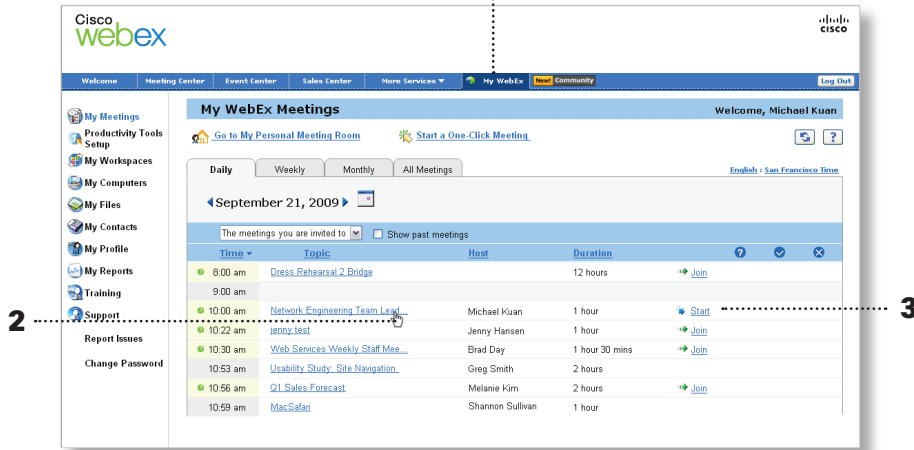 Cisco
webex
cisco
Welcome Meeting Center Event Center Sales Center More Services ▼ My WebEx New! Community Log Out
My Meetings
Productivity Tools
Setup
My Workspaces
My Computers
My Files
My Contacts
My Profile
My Reports
Training
Support
Report Issues
Change Password
My WebEx Meetings Welcome, Michael Kuan
Go to My Personal Meeting Room Start a One-Click Meeting ?
Daily Weekly Monthly All Meetings English : San Francisco Time
September 21, 2009
The meetings you are invited to Show past meetings
Time Topic Host Duration ?
8:00 am Dress Rehearsal 2 Bridge 12 hours Join
9:00 am
10:00 am Network Engineering Team Lead... Michael Kuan 1 hour Start
10:22 am jenny test Jenny Hansen 1 hour Join
10:30 am Web Services Weekly Staff Mee... Brad Day 1 hour 30 mins Join
10:53 am Usability Study: Site Navigation Greg Smith 2 hours
10:56 am Q1 Sales Forecast Melanie Kim 2 hours Join
10:59 am MacSafari Shannon Sullivan 1 hour
2
3